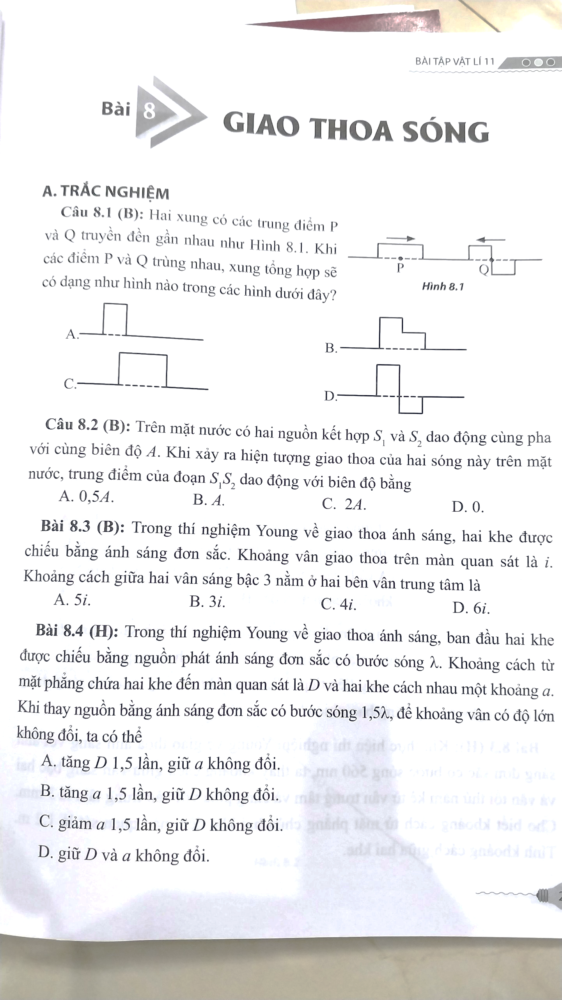 BÀI TẬP VẬT LÍ 11
Bài 8
GIAO THOA SÓNG
A. TRẮC NGHIỆM
Câu 8.1 (B): Hai xung có các trung điểm P
và Q truyền đền gần nhau như Hình 8.1. Khi
các điểm P và Q trùng nhau, xung tổng hợp sẽ
có dạng như hình nào trong các hình dưới đây?
P
Q
Hình 8.1
A.
B.
C.
D.
Câu 8.2 (B): Trên mặt nước có hai nguồn kết hợp S₁ và S₂ dao động cùng pha
với cùng biên độ A. Khi xảy ra hiện tượng giao thoa của hai sóng này trên mặt
nước, trung điểm của đoạn S₁S₂ dao động với biên độ bằng
A. 0,5A. B. A. C. 2A. D. 0.
Bài 8.3 (B): Trong thí nghiệm Young về giao thoa ánh sáng, hai khe được
chiếu bằng ánh sáng đơn sắc. Khoảng vân giao thoa trên màn quan sát là i.
Khoảng cách giữa hai vân sáng bậc 3 nằm ở hai bên vân trung tâm là
A. 5i. B. 3i. C. 4i. D. 6i.
Bài 8.4 (H): Trong thí nghiệm Young về giao thoa ánh sáng, ban đầu hai khe
được chiếu bằng nguồn phát ánh sáng đơn sắc có bước sóng λ. Khoảng cách từ
mặt phẳng chứa hai khe đến màn quan sát là D và hai khe cách nhau một khoảng a.
Khi thay nguồn bằng ánh sáng đơn sắc có bước sóng 1,5λ, để khoảng vân có độ lớn
không đổi, ta có thể
A. tăng D 1,5 lần, giữ a không đổi.
B. tăng a 1,5 lần, giữ D không đổi.
C. giảm a 1,5 lần, giữ D không đổi.
D. giữ D và a không đổi.